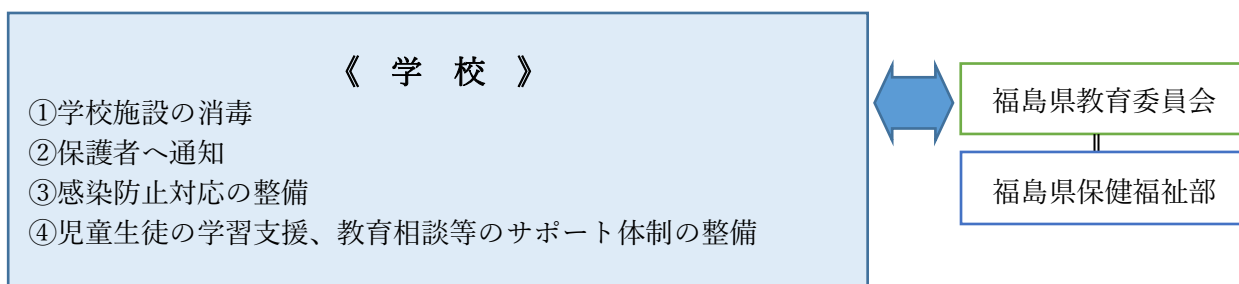 《 学 校 》
①学校施設の消毒
②保護者へ通知
③感染防止対応の整備
④児童生徒の学習支援、教育相談等のサポート体制の整備
福島県教育委員会
福島県保健福祉部